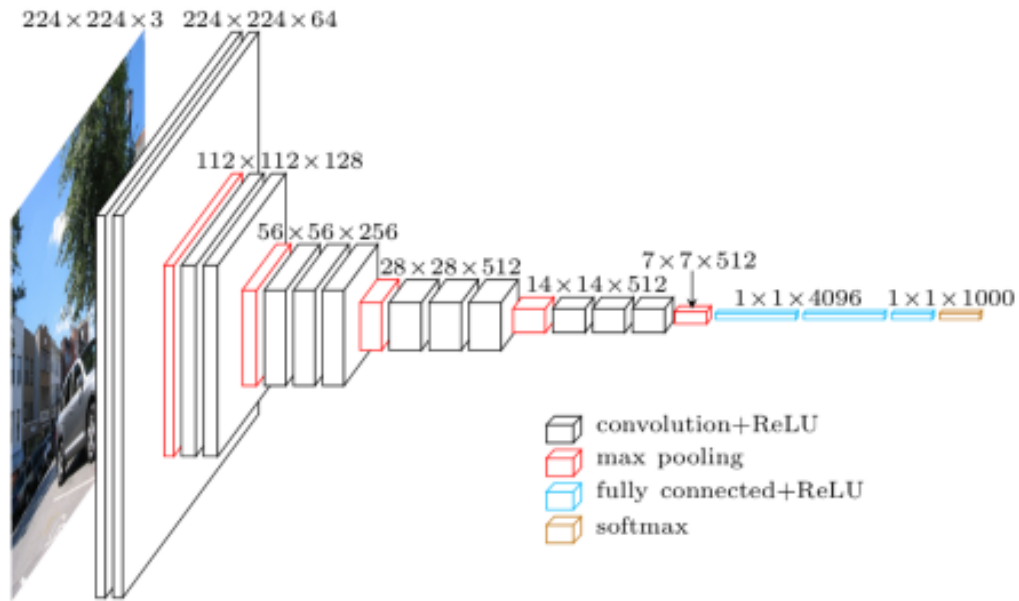 224×224×3
224×224×64
112×112×128
56×56×256
28×28×512
14×14×512
7×7×512
1×1×4096
1×1×1000
convolution+ReLU
max pooling
fully connected+ReLU
softmax